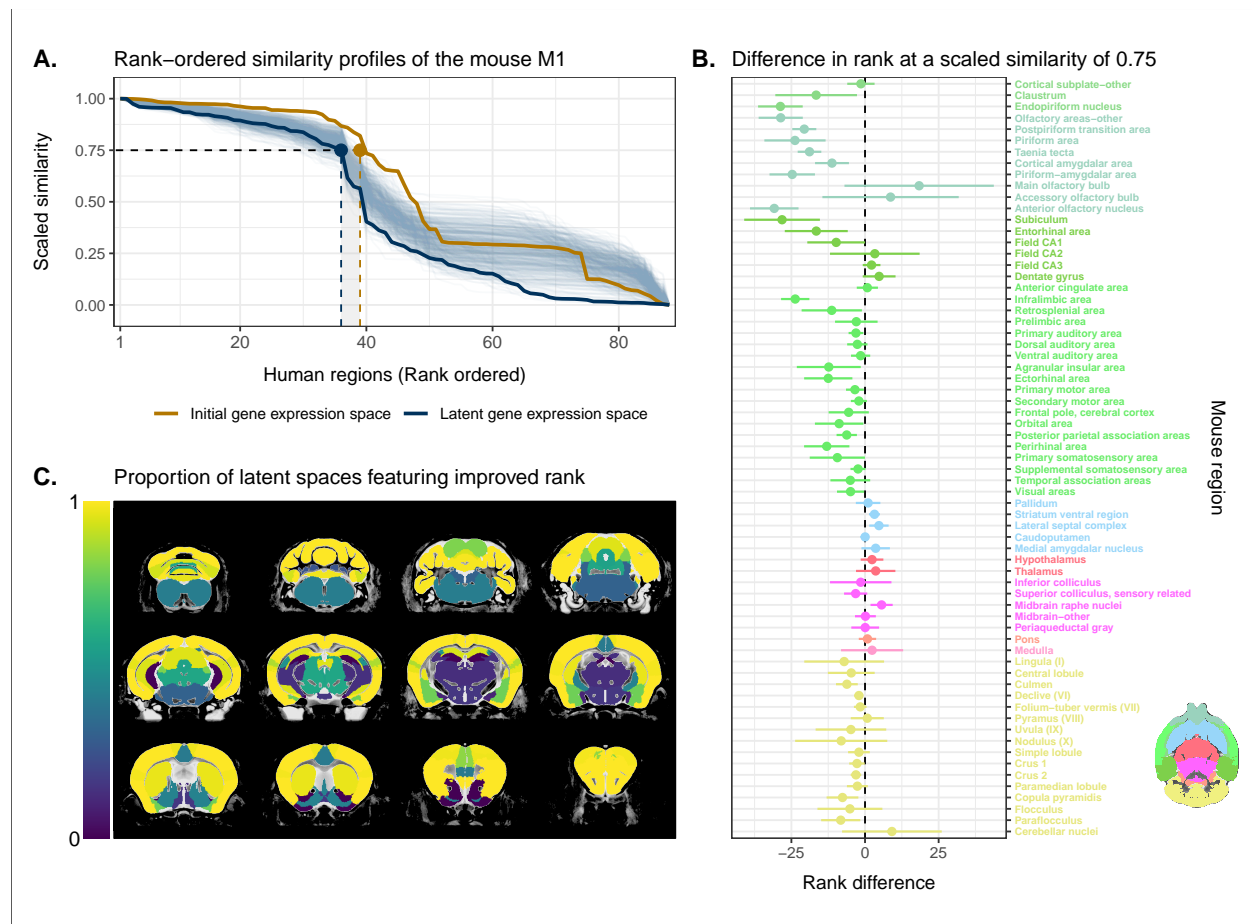 A.
Rank−ordered similarity profiles of the mouse M1
1.00
0.75
0.50
0.25
0.00
Scaled similarity
1
20
40
60
80
Human regions (Rank ordered)
Initial gene expression space
Latent gene expression space
B.
Difference in rank at a scaled similarity of 0.75
Cortical subplate−other
Claustrum
Endopiriform nucleus
Olfactory areas−other
Postpiriform transition area
Piriform area
Taenia tecta
Cortical amygdalar area
Piriform−amygdalar area
Main olfactory bulb
Accessory olfactory bulb
Anterior olfactory nucleus
Subiculum
Entorhinal area
Field CA1
Field CA2
Field CA3
Dentate gyrus
Anterior cingulate area
Infralimbic area
Retrosplenial area
Prelimbic area
Primary auditory area
Dorsal auditory area
Ventral auditory area
Agranular insular area
Ectorhinal area
Primary motor area
Secondary motor area
Frontal pole, cerebral cortex
Orbital area
Posterior parietal association areas
Perirhinal area
Primary somatosensory area
Supplemental somatosensory area
Temporal association areas
Visual areas
Pallidum
Striatum ventral region
Lateral septal complex
Caudoputamen
Medial amygdalar nucleus
Hypothalamus
Thalamus
Inferior colliculus
Superior colliculus, sensory related
Midbrain raphe nuclei
Midbrain−other
Periaqueductal gray
Pons
Medulla
Lingula (I)
Central lobule
Culmen
Declive (VI)
Folium−tuber vermis (VII)
Pyramus (VIII)
Uvula (IX)
Nodulus (X)
Simple lobule
Crus 1
Crus 2
Paramedian lobule
Copula pyramidis
Flocculus
Paraflocculus
Cerebellar nuclei
−25
0
25
Rank difference
Mouse region
C.
Proportion of latent spaces featuring improved rank
1
0